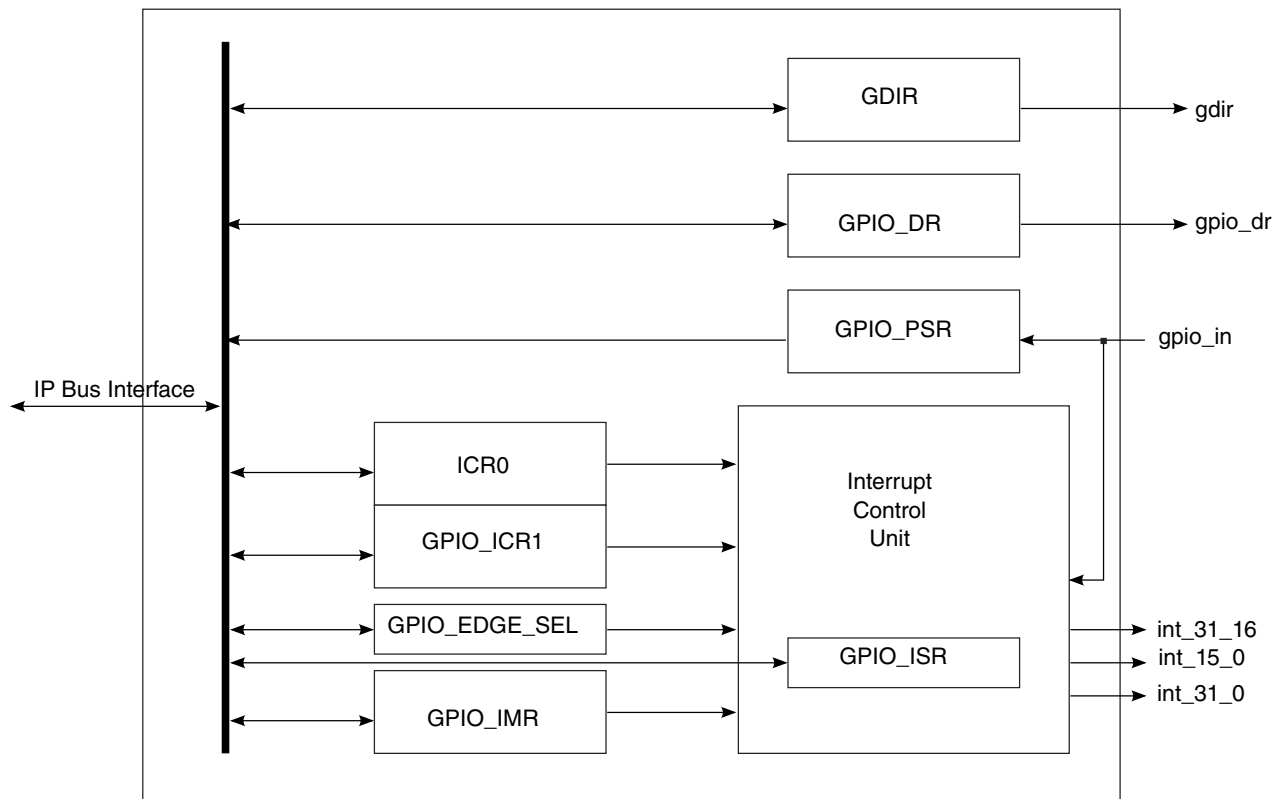 GDIR
gdir
GPIO_DR
gpio_dr
GPIO_PSR
gpio_in
IP Bus Interface
ICR0
Interrupt
Control
Unit
GPIO_ICR1
GPIO_EDGE_SEL
int_31_16
GPIO_ISR
int_15_0
int_31_0
GPIO_IMR